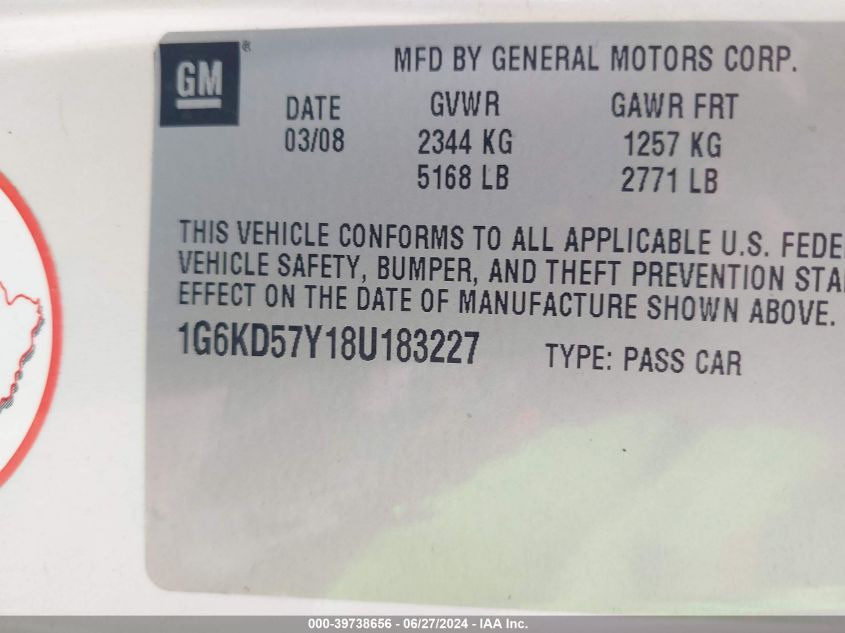 GM®
MFD BY GENERAL MOTORS CORP.
DATE GVWR GAWR FRT
03/08 2344 KG 1257 KG
5168 LB 2771 LB
THIS VEHICLE CONFORMS TO ALL APPLICABLE U.S. FEDE
VEHICLE SAFETY, BUMPER, AND THEFT PREVENTION STA
EFFECT ON THE DATE OF MANUFACTURE SHOWN ABOVE.
1G6KD57Y18U183227 TYPE: PASS CAR
000-39738656 - 06/27/2024 - IAA Inc.